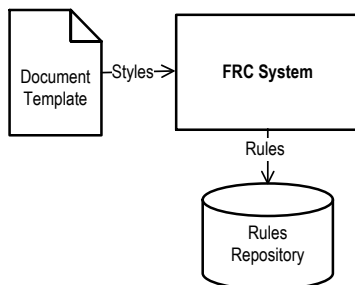 Document
Template
Styles
FRC System
Rules
Rules
Repository